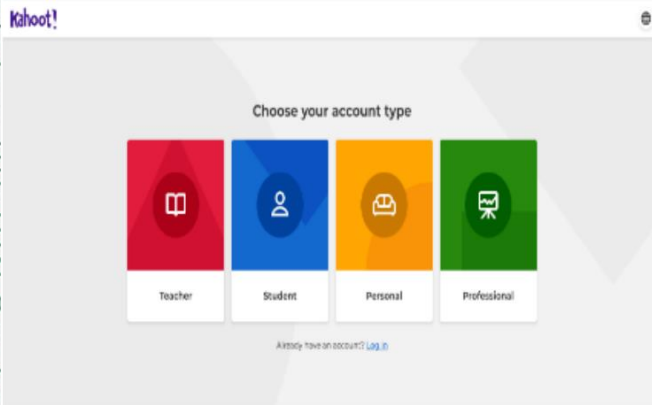 Kahoot!
Choose your account type
Teacher Student Personal Professional
Already have an account? Log in